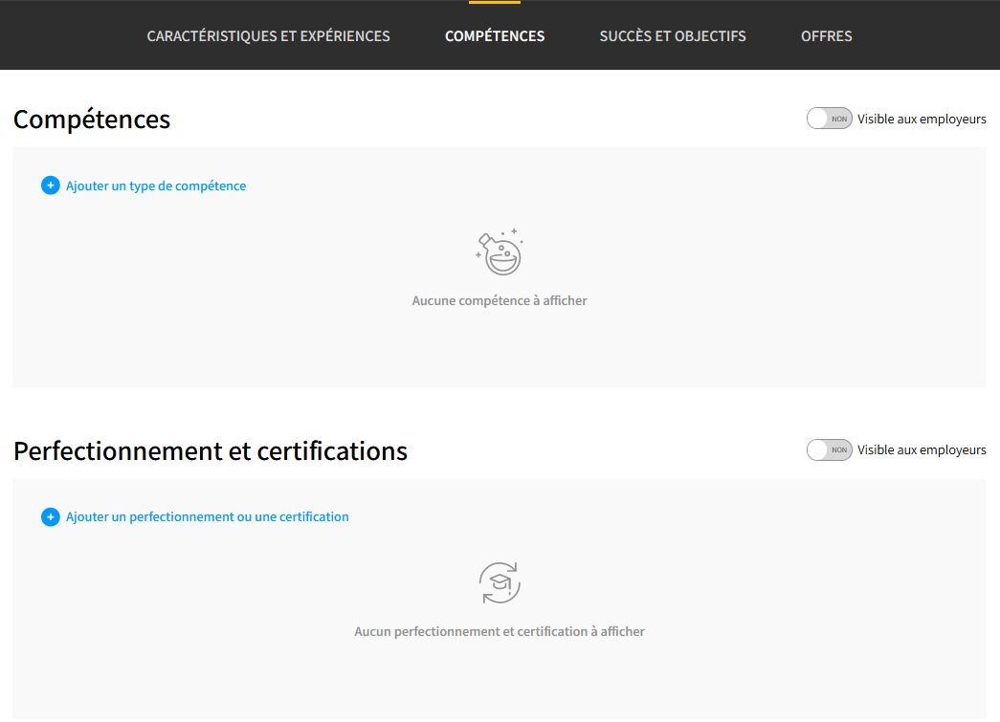 CARACTÉRISTIQUES ET EXPÉRIENCES COMPÉTENCES SUCCÈS ET OBJECTIFS OFFRES
Compétences
NON Visible aux employeurs
Ajouter un type de compétence
Aucune compétence à afficher
Perfectionnement et certifications
NON Visible aux employeurs
Ajouter un perfectionnement ou une certification
Aucun perfectionnement et certification à afficher